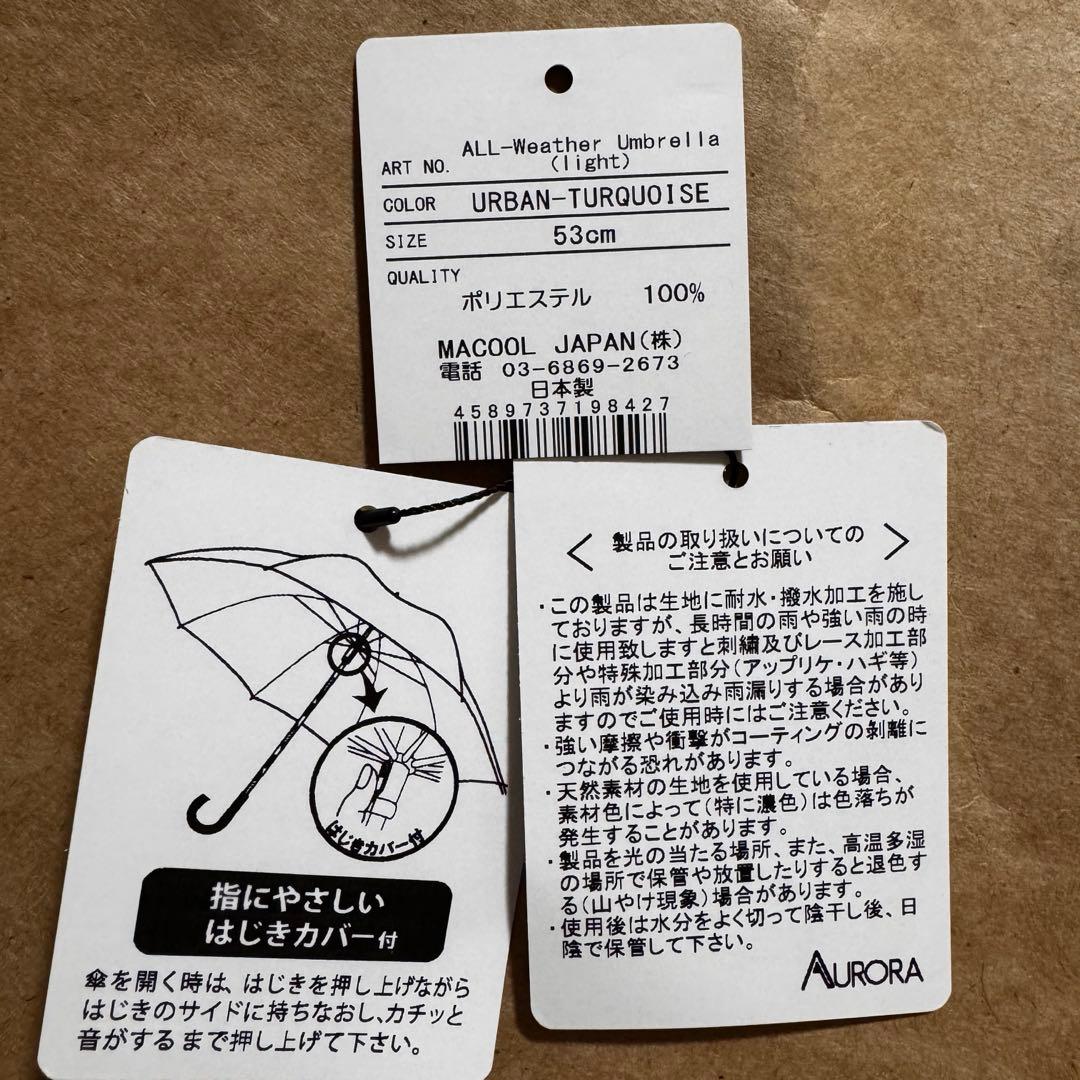 ART NO. ALL-Weather Umbrella
(light)
COLOR URBAN-TURQUOISE
SIZE 53cm
QUALITY
ポリエステル 100%
MACOOL JAPAN(株)
電話 03-6869-2673
日本製
4589737198427
はじきカバー付
指にやさしい
はじきカバー付
傘を開く時は、はじきを押し上げながら
はじきのサイドに持ちなおし、カチッと
音がするまで押し上げて下さい。
〈 製品の取り扱いについての 〉
ご注意とお願い
・この製品は生地に耐水・撥水加工を施し
ておりますが、長時間の雨や強い雨の時
に使用致しますと刺繍及びレース加工部
分や特殊加工部分(アップリケ・ハギ等)
より雨が染み込み雨漏りする場合があり
ますのでご使用時にはご注意ください。
・強い摩擦や衝撃がコーティングの剥離に
つながる恐れがあります。
・天然素材の生地を使用している場合、
素材色によって(特に濃色)は色落ちが
発生することがあります。
・製品を光の当たる場所、また、高温多湿
の場所で保管や放置したりすると退色す
る(山やけ現象)場合があります。
・使用後は水分をよく切って陰干し後、日
陰で保管して下さい。
AURORA